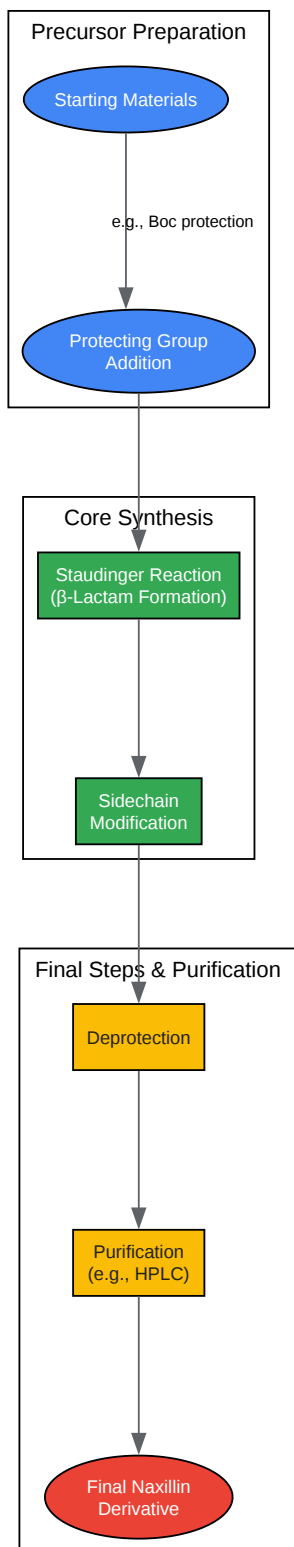 Precursor Preparation
Starting Materials
e.g., Boc protection
Protecting Group
Addition
Core Synthesis
Staudinger Reaction
(β-Lactam Formation)
Sidechain
Modification
Final Steps & Purification
Deprotection
Purification
(e.g., HPLC)
Final Naxillin
Derivative